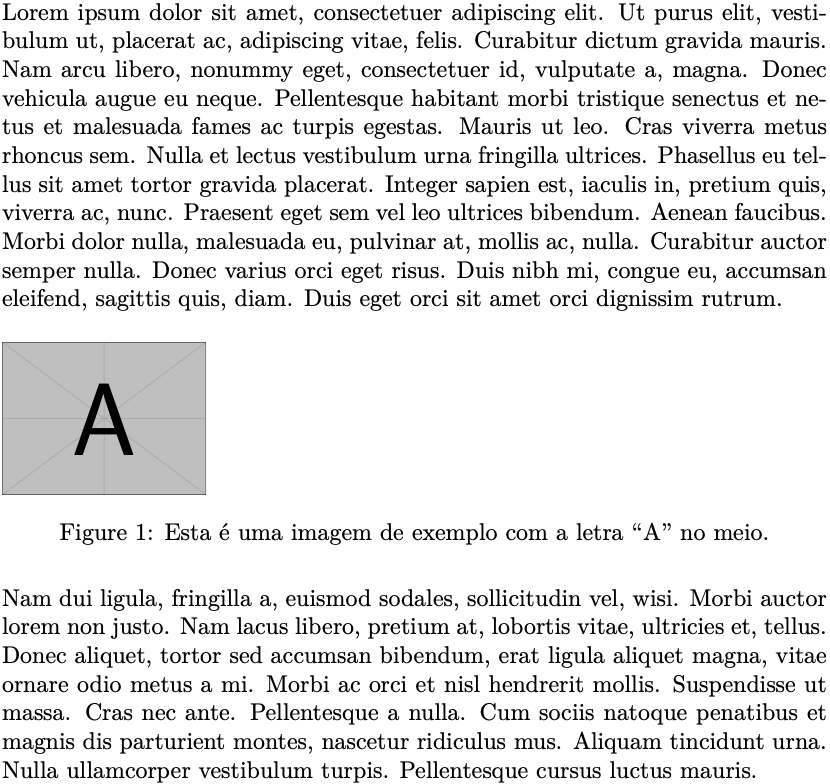 Lorem ipsum dolor sit amet, consectetuer adipiscing elit. Ut purus elit, vesti-
bulum ut, placerat ac, adipiscing vitae, felis. Curabitur dictum gravida mauris.
Nam arcu libero, nonummy eget, consectetuer id, vulputate a, magna. Donec
vehicula augue eu neque. Pellentesque habitant morbi tristique senectus et ne-
tus et malesuada fames ac turpis egestas. Mauris ut leo. Cras viverra metus
rhoncus sem. Nulla et lectus vestibulum urna fringilla ultrices. Phasellus eu tel-
lus sit amet tortor gravida placerat. Integer sapien est, iaculis in, pretium quis,
viverra ac, nunc. Praesent eget sem vel leo ultrices bibendum. Aenean faucibus.
Morbi dolor nulla, malesuada eu, pulvinar at, mollis ac, nulla. Curabitur auctor
semper nulla. Donec varius orci eget risus. Duis nibh mi, congue eu, accumsan
eleifend, sagittis quis, diam. Duis eget orci sit amet orci dignissim rutrum.
A
Figure 1: Esta é uma imagem de exemplo com a letra “A” no meio.
Nam dui ligula, fringilla a, euismod sodales, sollicitudin vel, wisi. Morbi auctor
lorem non justo. Nam lacus libero, pretium at, lobortis vitae, ultricies et, tellus.
Donec aliquet, tortor sed accumsan bibendum, erat ligula aliquet magna, vitae
ornare odio metus a mi. Morbi ac orci et nisl hendrerit mollis. Suspendisse ut
massa. Cras nec ante. Pellentesque a nulla. Cum sociis natoque penatibus et
magnis dis parturient montes, nascetur ridiculus mus. Aliquam tincidunt urna.
Nulla ullamcorper vestibulum turpis. Pellentesque cursus luctus mauris.